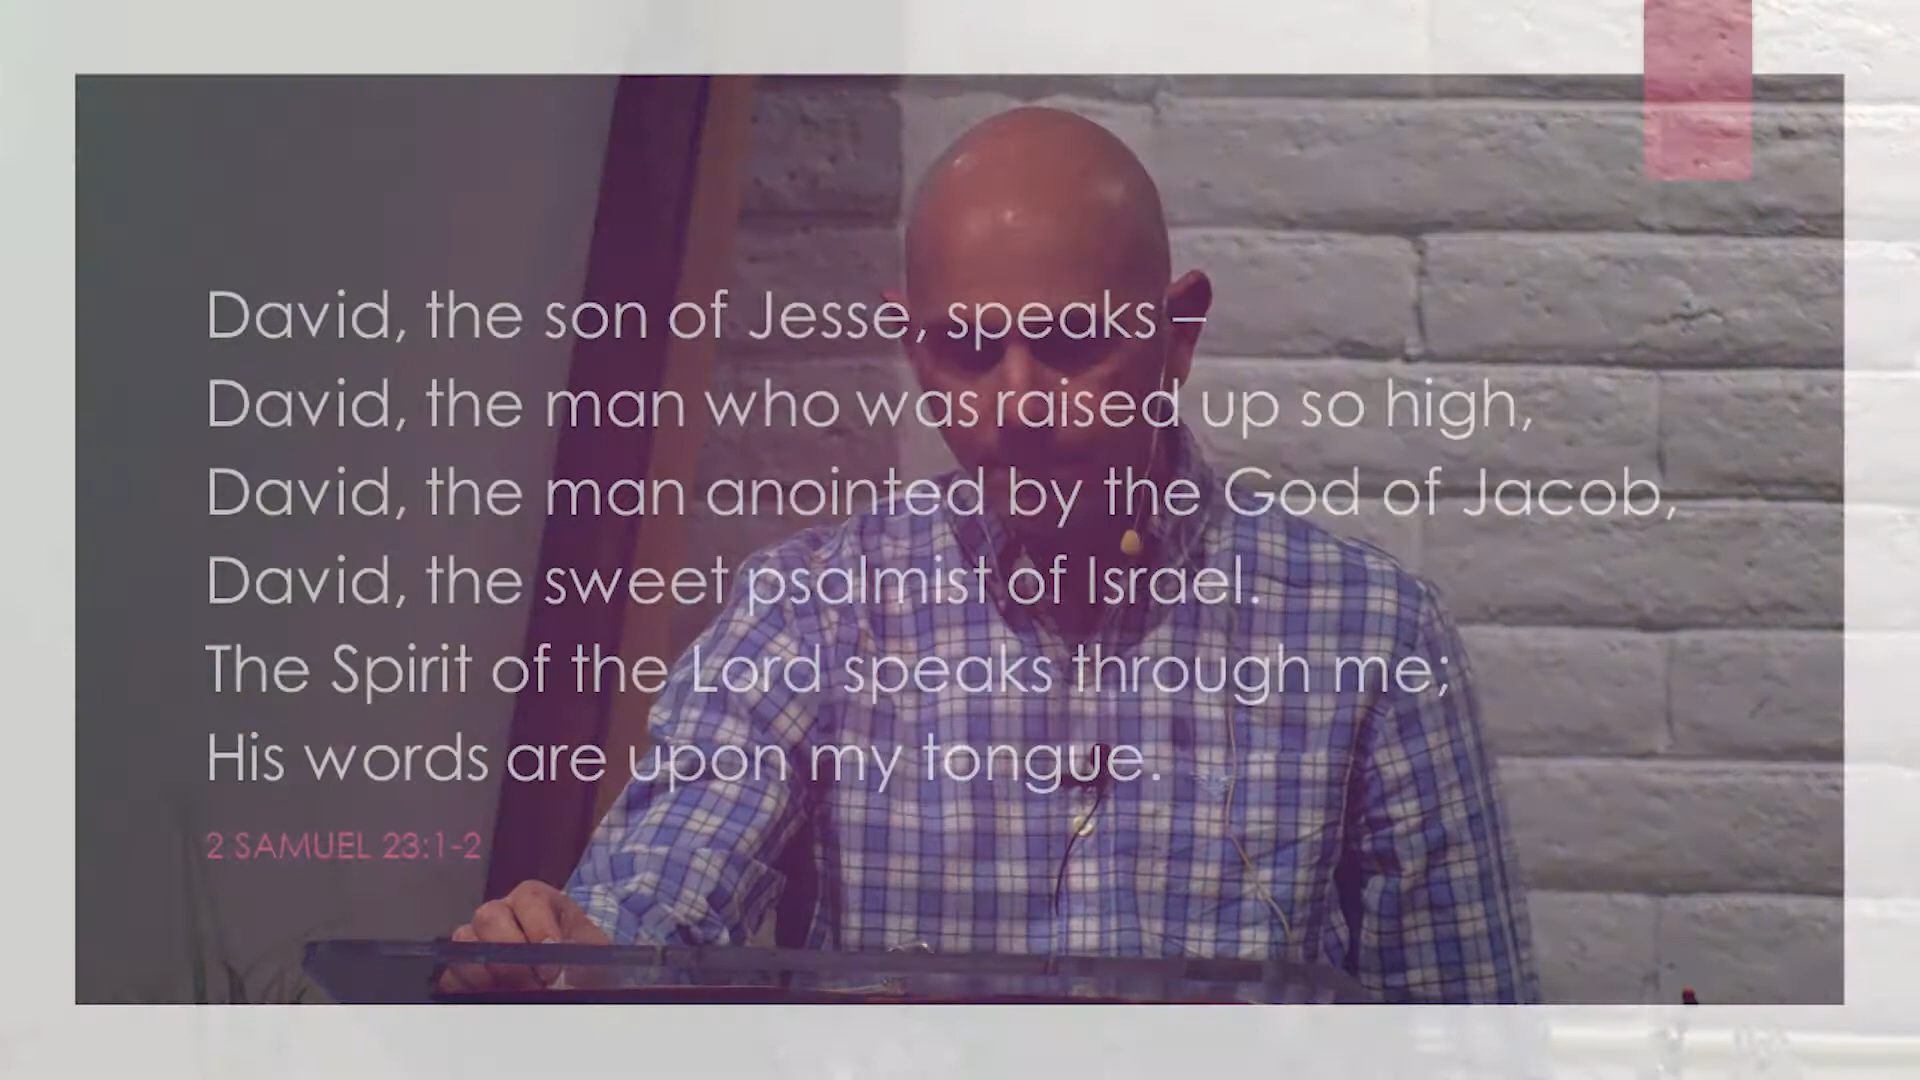 David, the son of Jesse, speaks –
David, the man who was raised up so high,
David, the man anointed by the God of Jacob,
David, the sweet psalmist of Israel.
The Spirit of the Lord speaks through me;
His words are upon my tongue.
2 SAMUEL 23:1-2